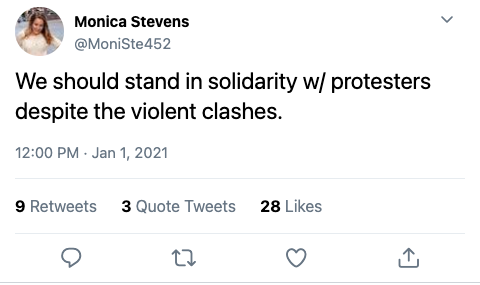 Monica Stevens
@MoniSte452
We should stand in solidarity w/ protesters
despite the violent clashes.
12:00 PM · Jan 1, 2021
9 Retweets 3 Quote Tweets 28 Likes